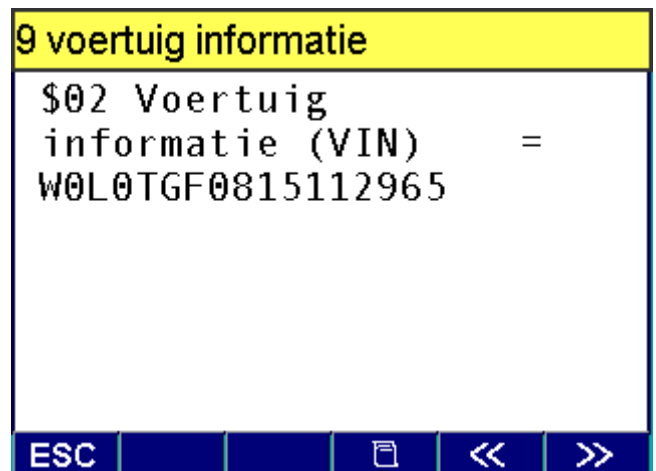 9 voertuig informatie
$02 Voertuig
informatie (VIN) =
W0L0TGF0815112965
ESC << >>